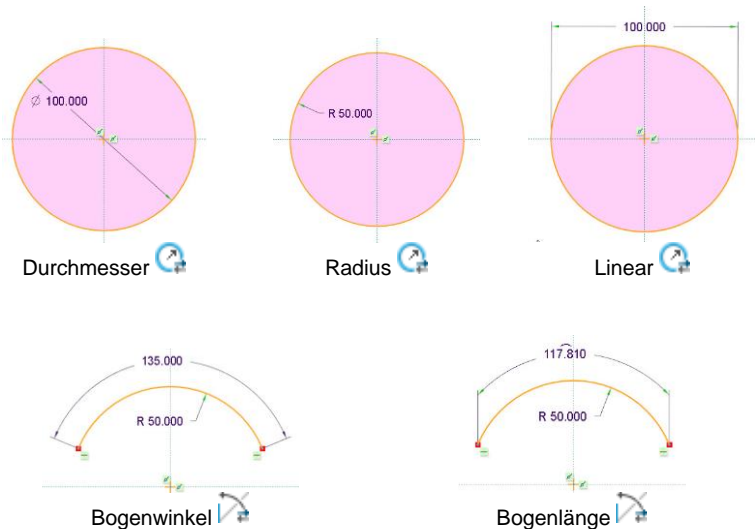 100.000
Ø 100.000
R 50.000
Durchmesser
Radius
Linear
135.000
R 50.000
117.810
R 50.000
Bogenwinkel
Bogenlänge